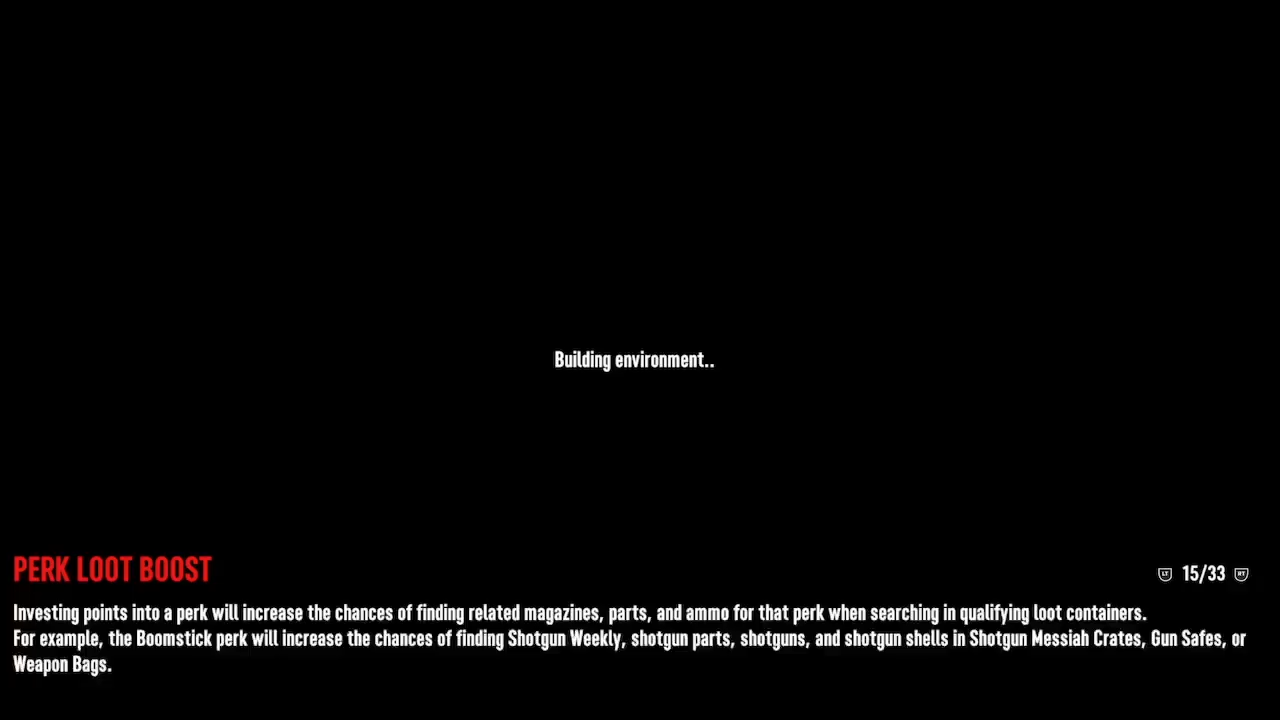 Building environment..
PERK LOOT BOOST
LT 15/33 RT
Investing points into a perk will increase the chances of finding related magazines, parts, and ammo for that perk when searching in qualifying loot containers.
For example, the Boomstick perk will increase the chances of finding Shotgun Weekly, shotgun parts, shotguns, and shotgun shells in Shotgun Messiah Crates, Gun Safes, or
Weapon Bags.